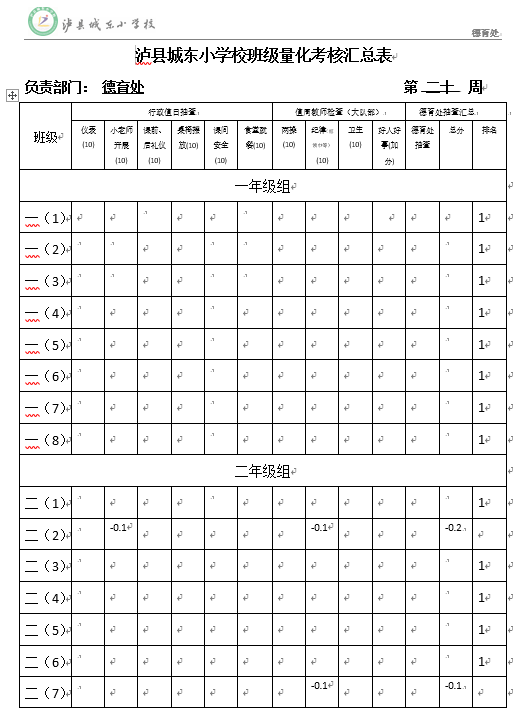 泸县城东小学校
德育处
泸县城东小学校班级量化考核汇总表
负责部门： 德育处 第 二十 周
班级 行政值日抽查 值周教师检查（大队部） 德育处抽查汇总
仪表(10) 小老师开展(10) 课前、后礼仪(10) 桌椅摆放(10) 课间安全(10) 食堂就餐(10) 两操(10) 纪律(10) 卫生(10) 好人好事(加分) 德育处抽查 总分 排名
一年级组
一（1） 1
一（2） 1
一（3） 1
一（4） 1
一（5） 1
一（6） 1
一（7） 1
一（8） 1
二年级组
二（1） 1
二（2） -0.1 -0.1 -0.2
二（3） 1
二（4） 1
二（5） 1
二（6） 1
二（7） -0.1 -0.1